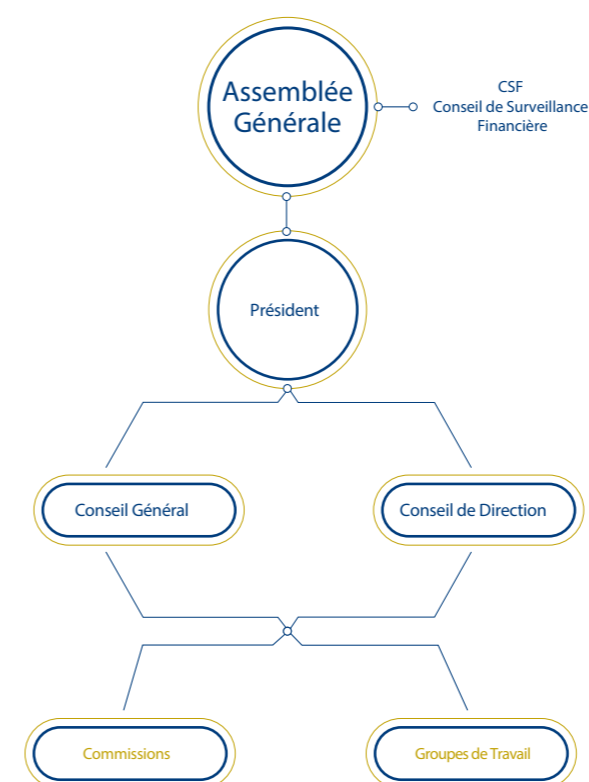 Assemblée
Générale
CSF
Conseil de Surveillance
Financière
Président
Conseil Général
Conseil de Direction
Commissions
Groupes de Travail